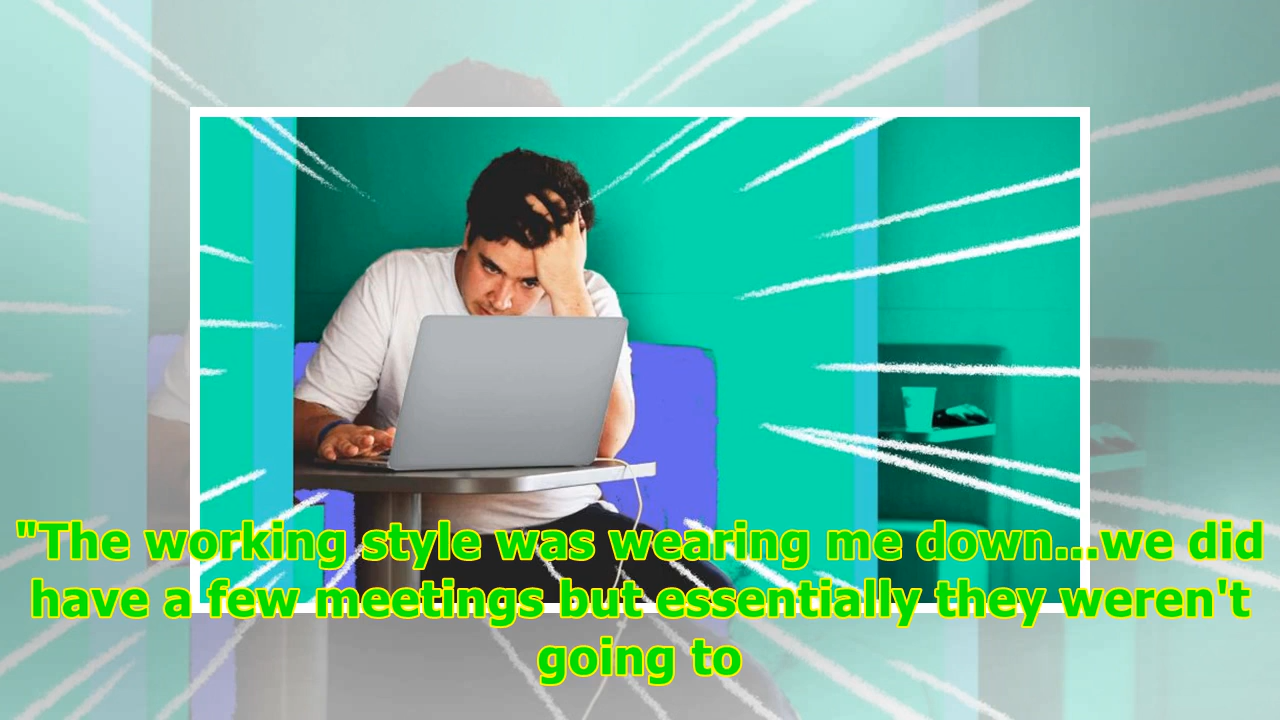 "The working style was wearing me down...we did
have a few meetings but essentially they weren't
going to